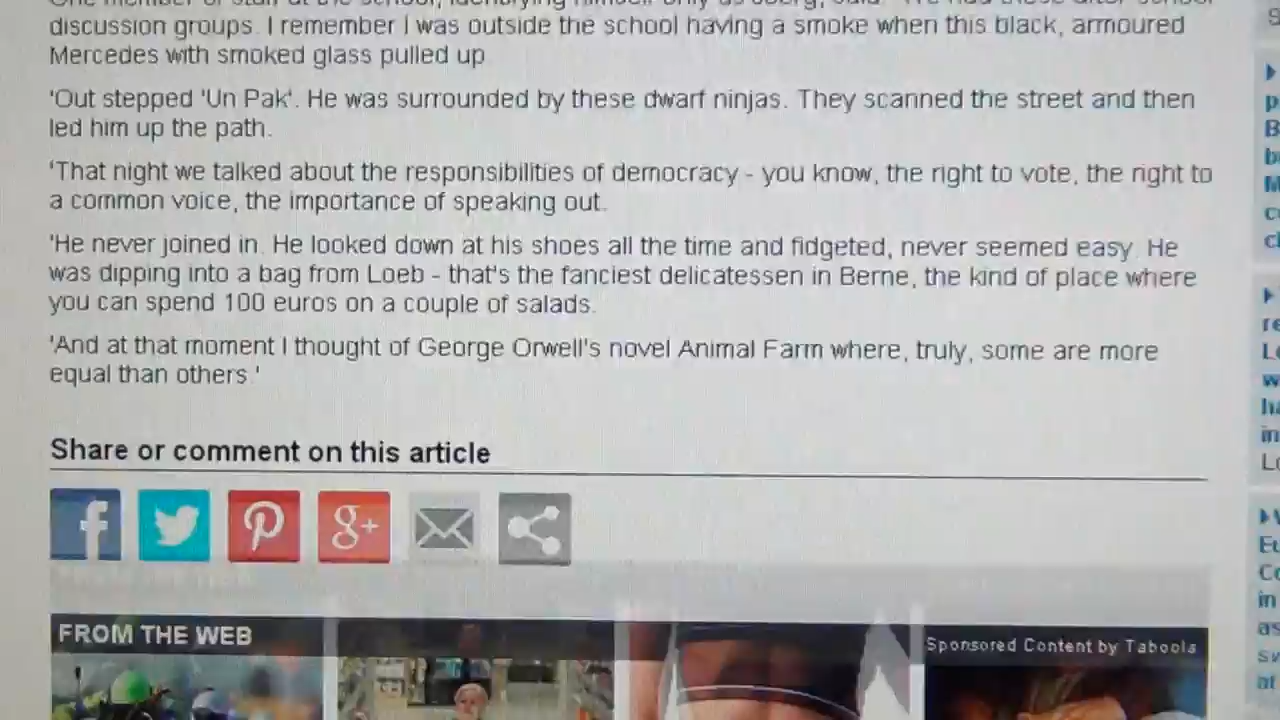 discussion groups. I remember I was outside the school having a smoke when this black, armoured
Mercedes with smoked glass pulled up.
'Out stepped 'Un Pak'. He was surrounded by these dwarf ninjas. They scanned the street and then
led him up the path.
'That night we talked about the responsibilities of democracy - you know, the right to vote, the right to
a common voice, the importance of speaking out.
'He never joined in. He looked down at his shoes all the time and fidgeted, never seemed easy. He
was dipping into a bag from Loeb - that's the fanciest delicatessen in Berne, the kind of place where
you can spend 100 euros on a couple of salads.
'And at that moment I thought of George Orwell's novel Animal Farm where, truly, some are more
equal than others.'
Share or comment on this article
f
g+
FROM THE WEB
Sponsored Content by Taboola